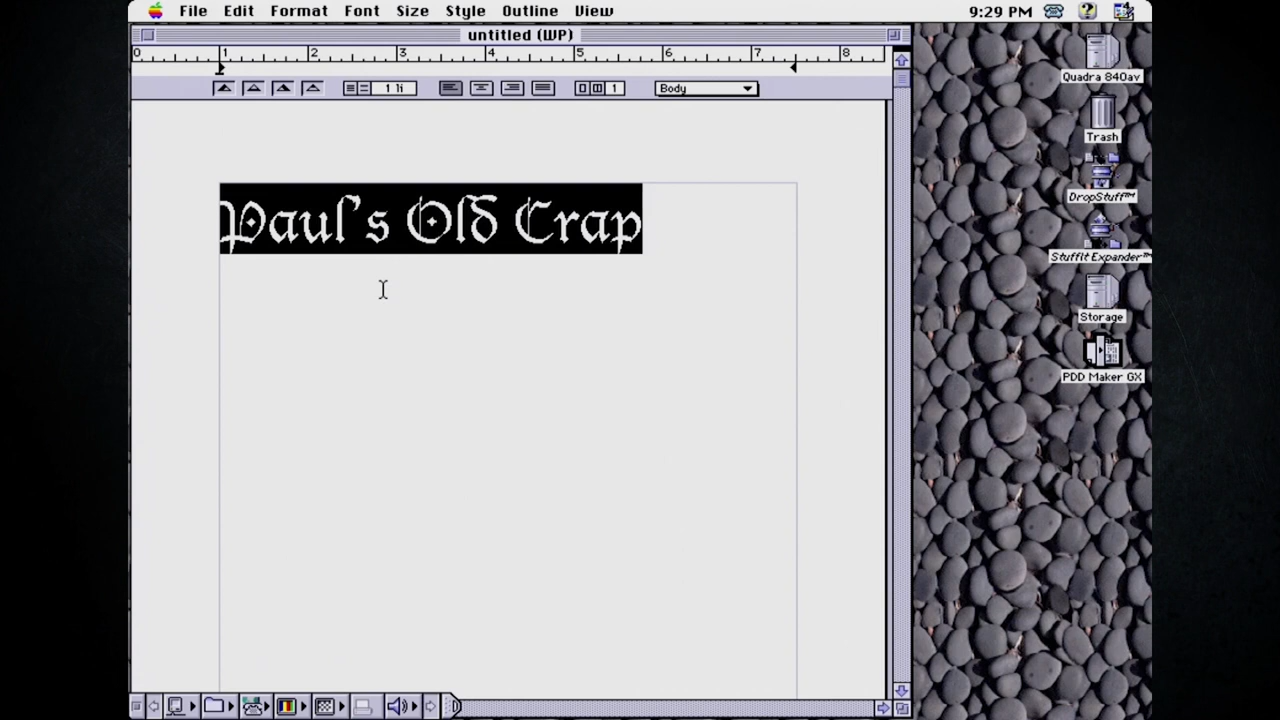 File Edit Format Font Size Style Outline View 9:29 PM
untitled (WP)
0 1 2 3 4 5 6 7 8
1 li 1 Body
Paul's Old Crap
Quadra 840av
Trash
DropStuff™
StuffIt Expander™
Storage
PDD Maker GX